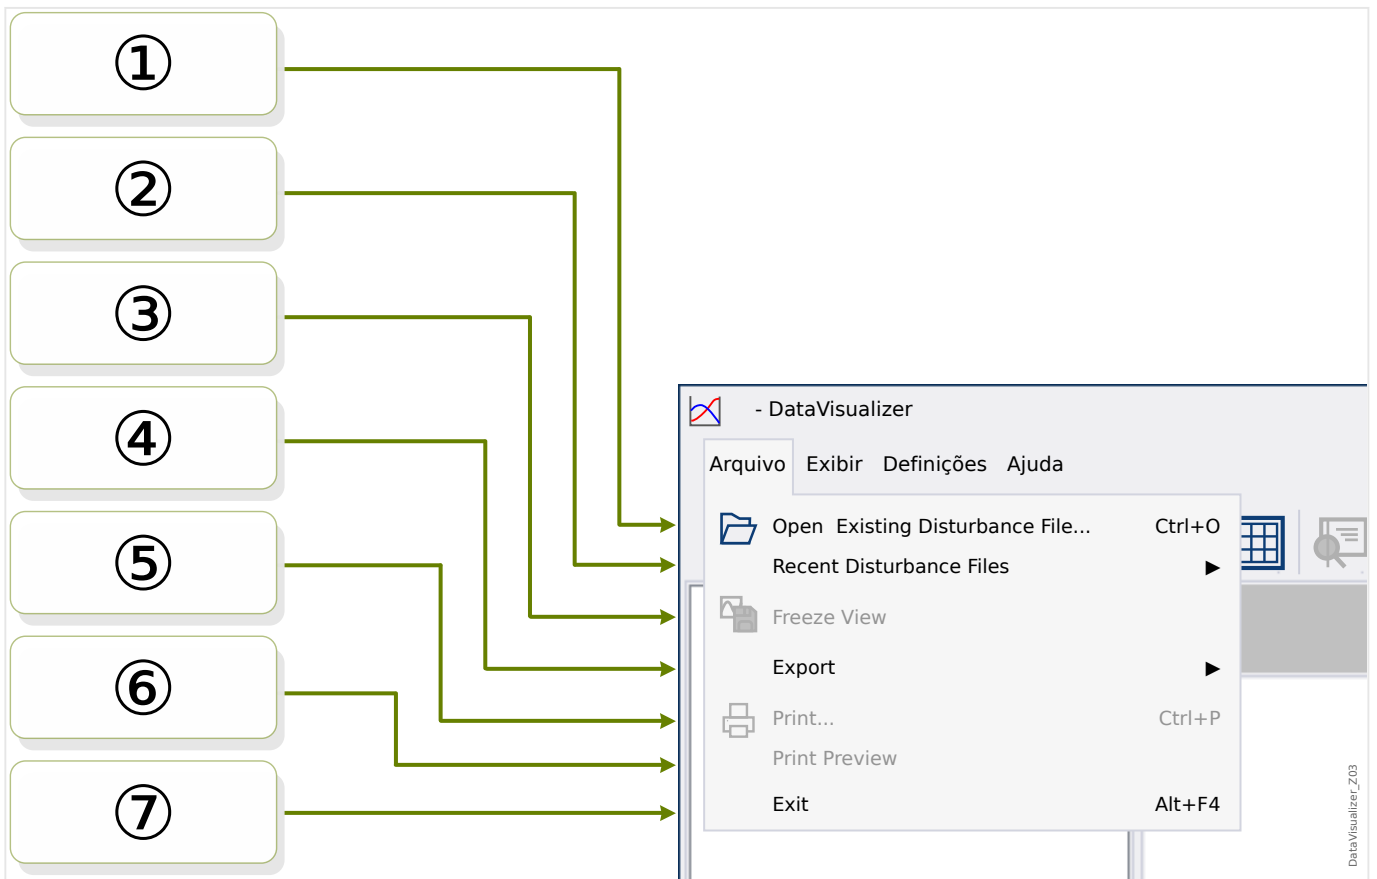 ①
②
③
④
⑤
⑥
⑦
- DataVisualizer
Arquivo Exibir Definições Ajuda
Open  Existing Disturbance File... Ctrl+O
Recent Disturbance Files ▶
Freeze View
Export ▶
Print... Ctrl+P
Print Preview
Exit Alt+F4
DataVisualizer_Z03